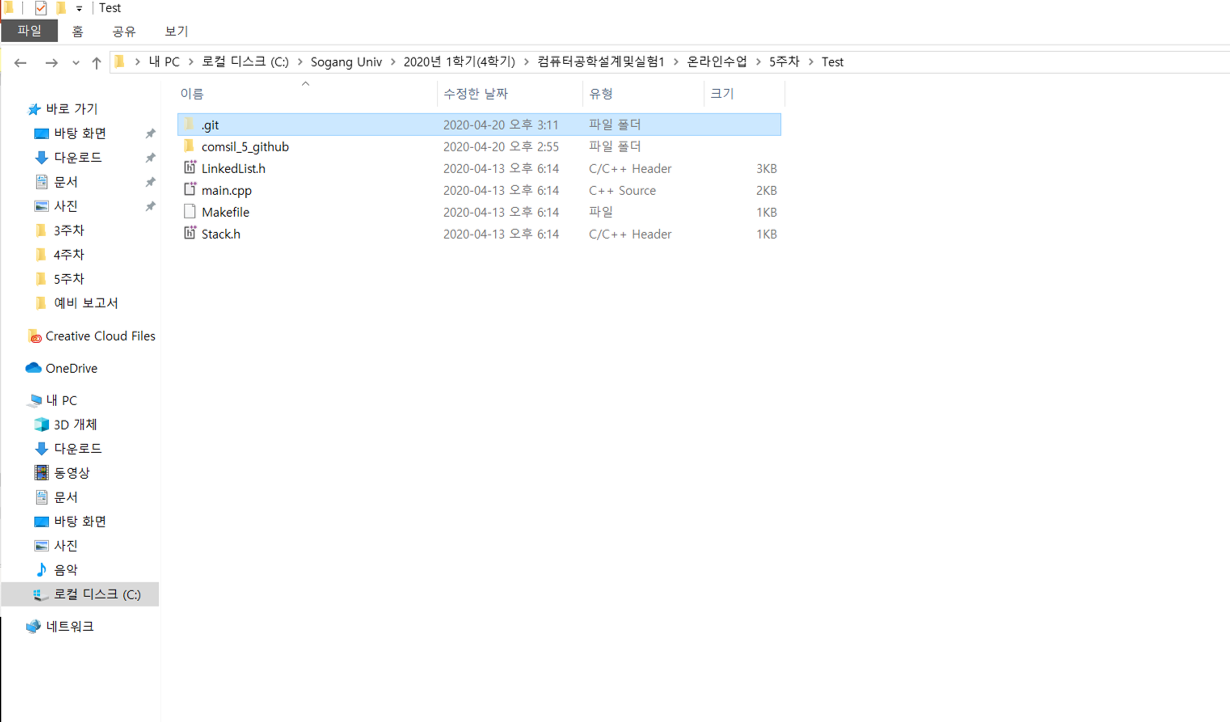 Test
파일 홈 공유 보기
내 PC 로컬 디스크 (C:) Sogang Univ 2020년 1학기(4학기) 컴퓨터공학설계및실험1 온라인수업 5주차 Test
이름 수정한 날짜 유형 크기
.git 2020-04-20 오후 3:11 파일 폴더
comsil_5_github 2020-04-20 오후 2:55 파일 폴더
LinkedList.h 2020-04-13 오후 6:14 C/C++ Header 3KB
main.cpp 2020-04-13 오후 6:14 C++ Source 2KB
Makefile 2020-04-13 오후 6:14 파일 1KB
Stack.h 2020-04-13 오후 6:14 C/C++ Header 1KB
바로 가기
바탕 화면
다운로드
문서
사진
3주차
4주차
5주차
예비 보고서
Creative Cloud Files
OneDrive
내 PC
3D 개체
다운로드
동영상
문서
바탕 화면
사진
음악
로컬 디스크 (C:)
네트워크